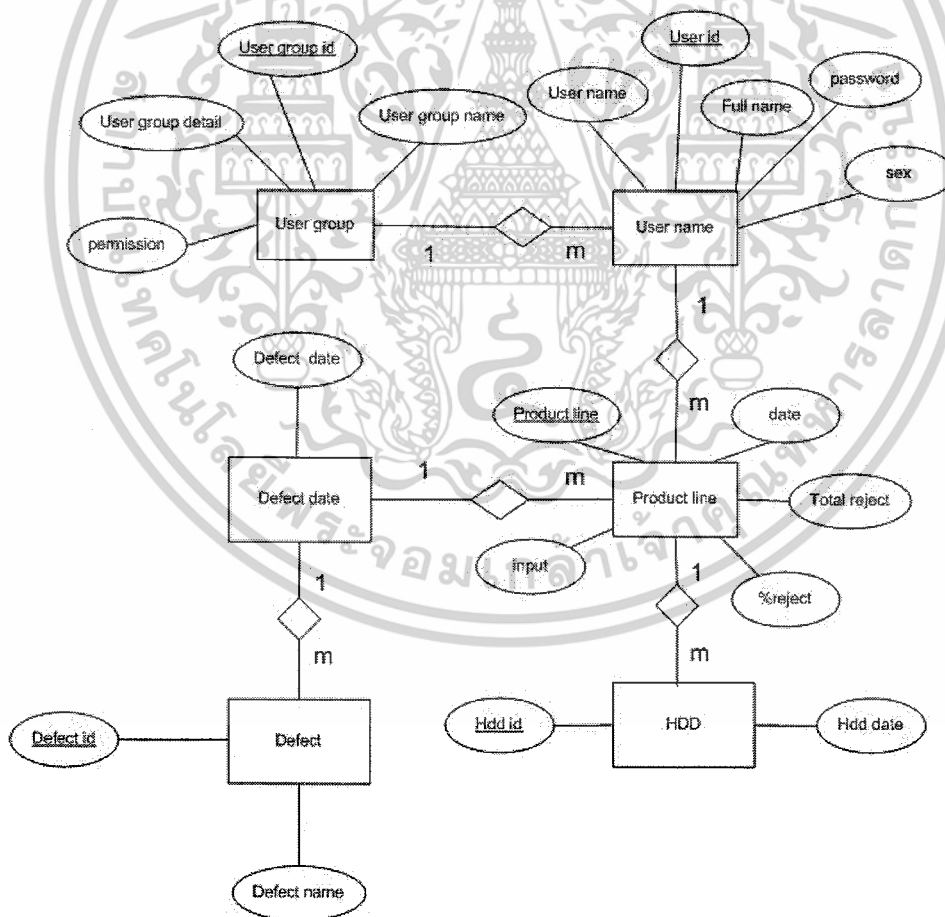 User group id
User id
User name
password
User group detail
User group name
Full name
sex
User group
User name
permission
1
m
1
Defect date
m
Product line
date
Defect date
1
m
Product line
Total reject
input
%reject
1
1
m
m
Defect id
Defect
Hdd id
HDD
Hdd date
Defect name